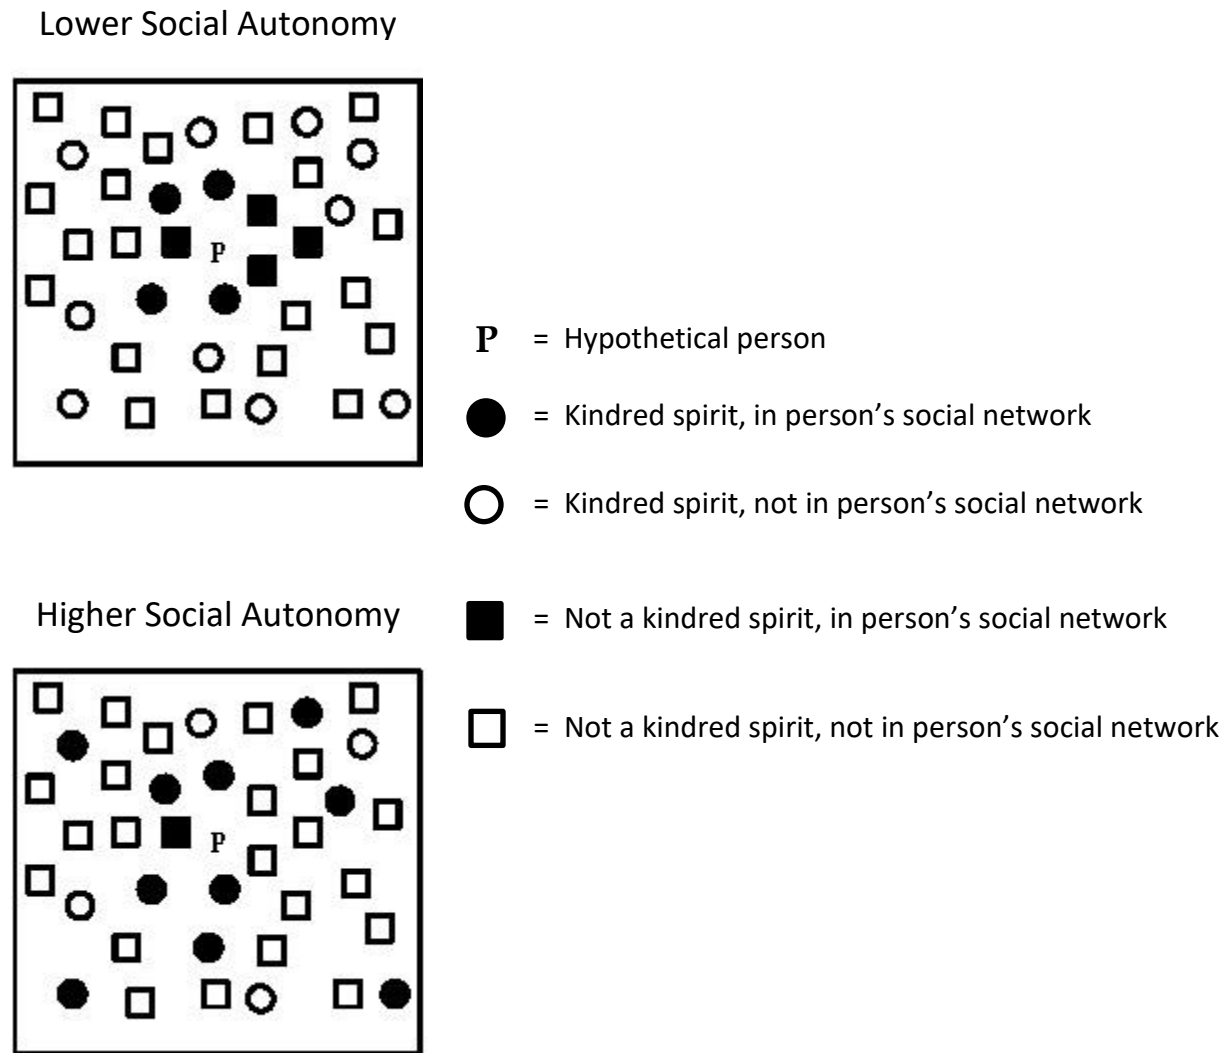 Lower Social Autonomy
P
P = Hypothetical person
= Kindred spirit, in person’s social network
= Kindred spirit, not in person’s social network
Higher Social Autonomy
= Not a kindred spirit, in person’s social network
= Not a kindred spirit, not in person’s social network
P